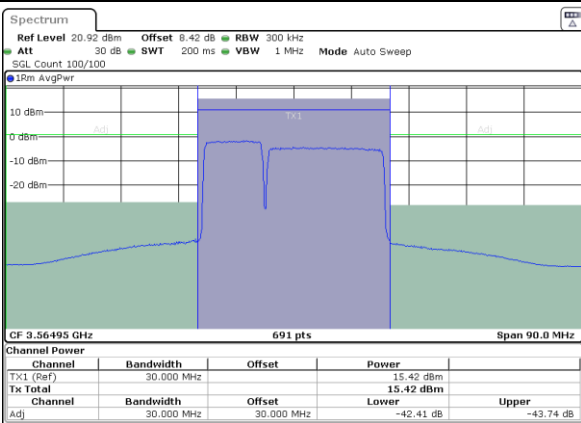 Spectrum
Ref Level 20.92 dBm Offset 8.42 dB RBW 300 kHz
Att 30 dB SWT 200 ms VBW 1 MHz Mode Auto Sweep
SGL Count 100/100
1Rm AvgPwr
TX1
10 dBm
Adj Adj
0 dBm
-10 dBm
-20 dBm
CF 3.56495 GHz 691 pts Span 90.0 MHz
Channel Power
Channel Bandwidth Offset Power
TX1 (Ref) 30.000 MHz 15.42 dBm
Tx Total 15.42 dBm
Channel Bandwidth Offset Lower Upper
Adj 30.000 MHz 30.000 MHz -42.41 dB -43.74 dB